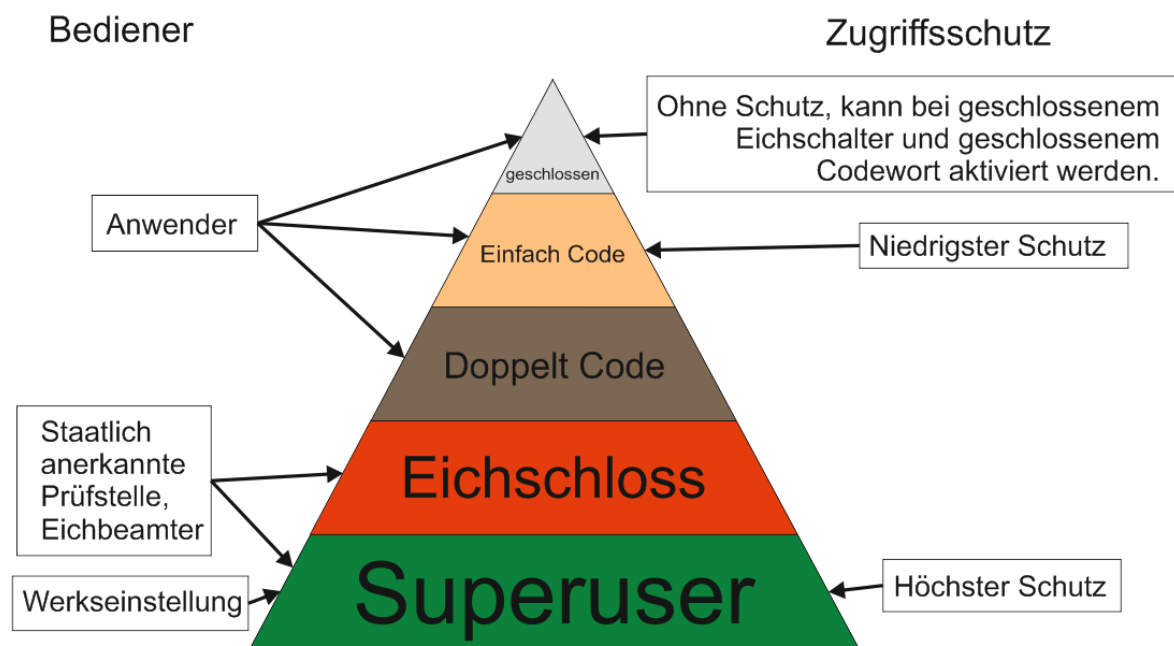 Bediener
Zugriffsschutz
Ohne Schutz, kann bei geschlossenem
Eichschalter und geschlossenem
Codewort aktiviert werden.
geschlossen
Anwender
Einfach Code
Niedrigster Schutz
Doppelt Code
Staatlich
anerkannte
Prüfstelle,
Eichbeamter
Eichschloss
Superuser
Höchster Schutz
Werkseinstellung